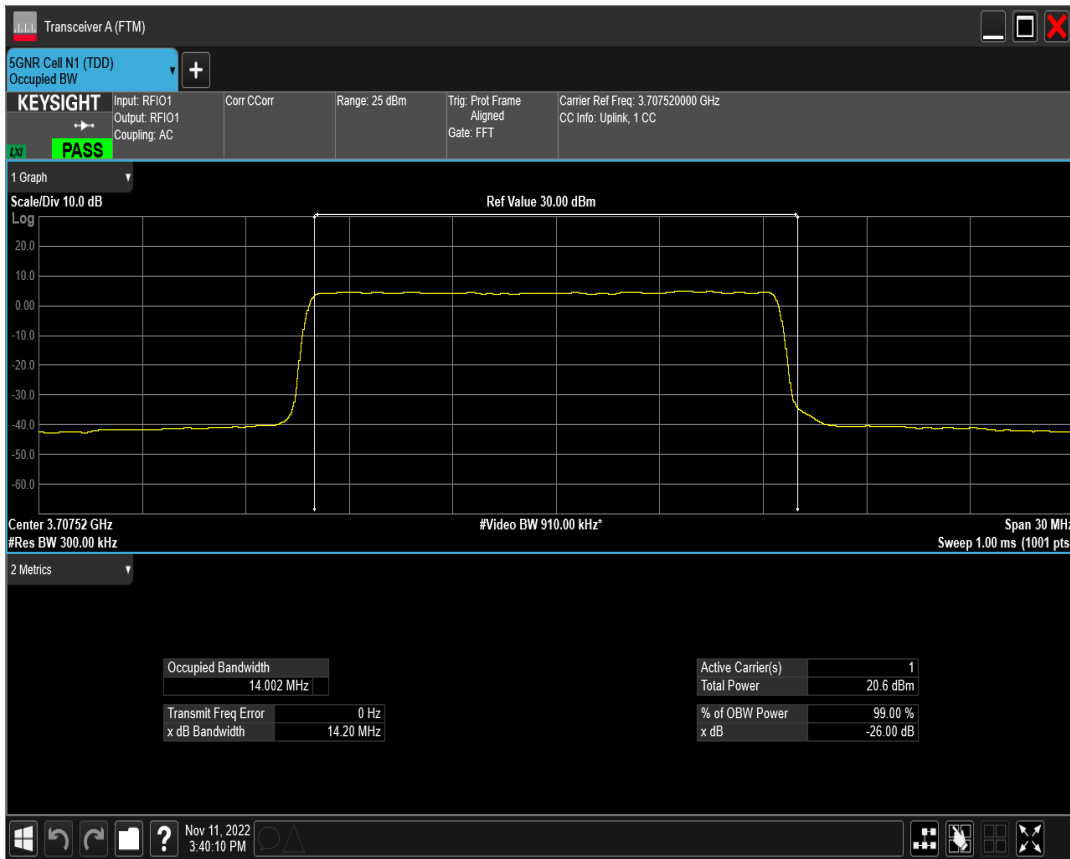 Transceiver A (FTM)
5GNR Cell N1 (TDD)
Occupied BW
KEYSIGHT
LXI
PASS
Input: RFIO1
Output: RFIO1
Coupling: AC
Corr CCorr
Range: 25 dBm
Trig: Prot Frame
Aligned
Gate: FFT
Carrier Ref Freq: 3.707520000 GHz
CC Info: Uplink, 1 CC
1 Graph
Scale/Div 10.0 dB
Ref Value 30.00 dBm
Log
20.0
10.0
0.00
-10.0
-20.0
-30.0
-40.0
-50.0
-60.0
Center 3.70752 GHz
#Video BW 910.00 kHz*
Span 30 MHz
#Res BW 300.00 kHz
Sweep 1.00 ms (1001 pts
2 Metrics
Occupied Bandwidth
14.002 MHz
Transmit Freq Error 0 Hz
x dB Bandwidth 14.20 MHz
Active Carrier(s) 1
Total Power 20.6 dBm
% of OBW Power 99.00 %
x dB -26.00 dB
?
Nov 11, 2022
3:40:10 PM